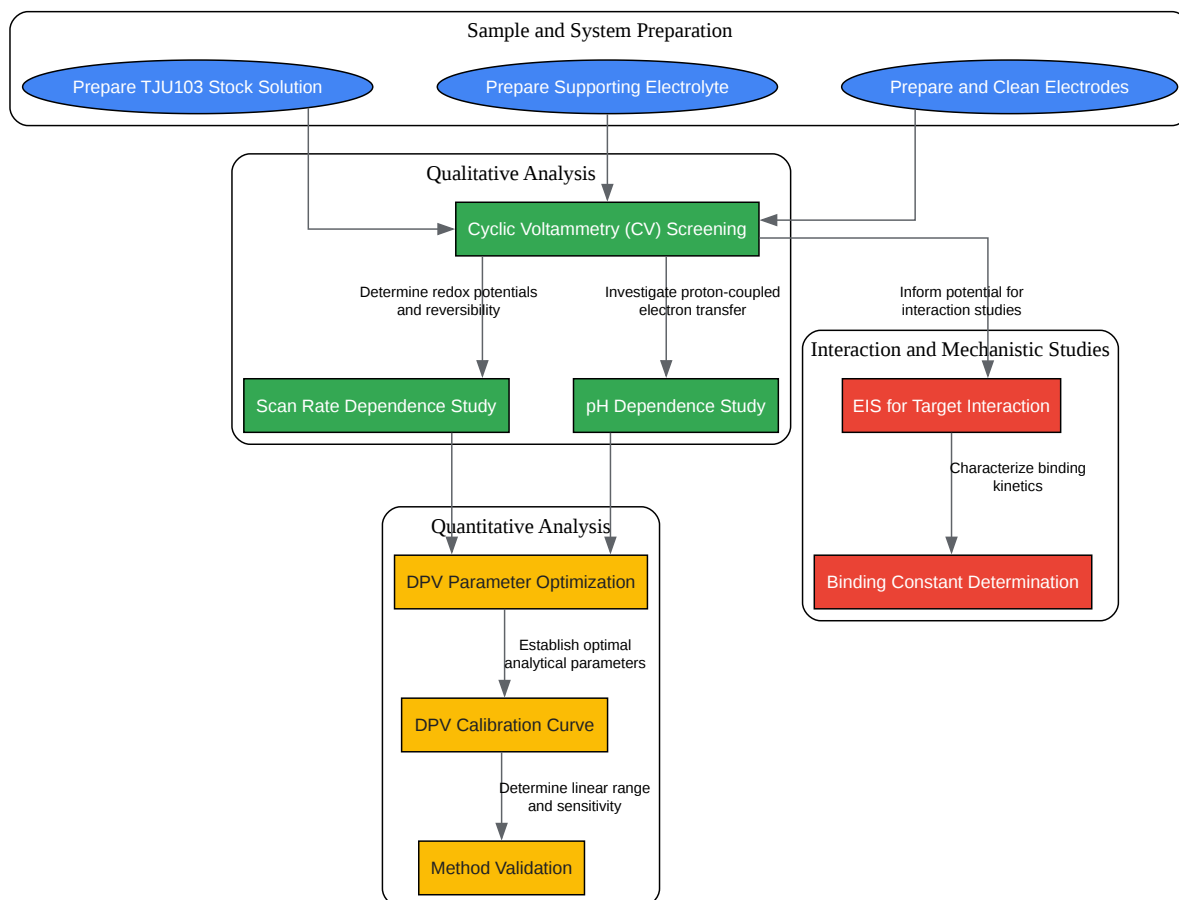 Sample and System Preparation
Prepare TJU103 Stock Solution
Prepare Supporting Electrolyte
Prepare and Clean Electrodes
Qualitative Analysis
Cyclic Voltammetry (CV) Screening
Determine redox potentials
and reversibility
Investigate proton-coupled
electron transfer
Inform potential for
interaction studies
Interaction and Mechanistic Studies
Scan Rate Dependence Study
pH Dependence Study
EIS for Target Interaction
Characterize binding
kinetics
Quantitative Analysis
DPV Parameter Optimization
Binding Constant Determination
Establish optimal
analytical parameters
DPV Calibration Curve
Determine linear range
and sensitivity
Method Validation